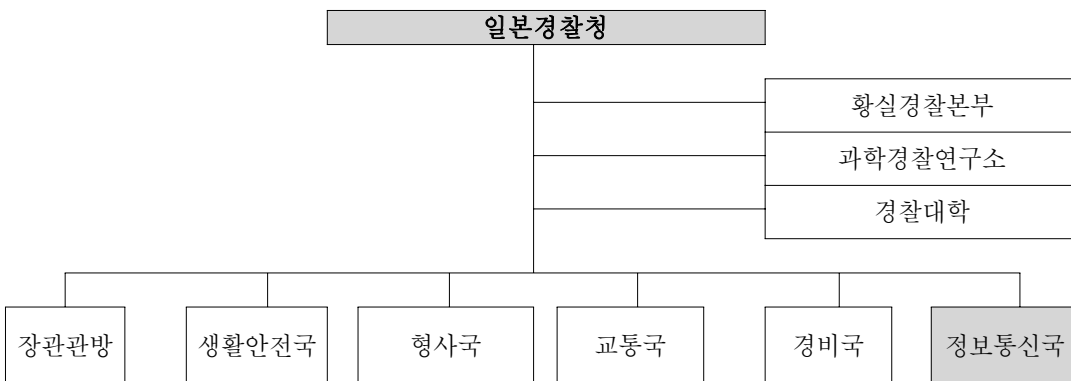 일본경찰청
황실경찰본부
과학경찰연구소
경찰대학
장관관방 생활안전국 형사국 교통국 경비국 정보통신국